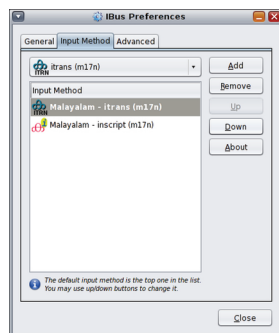 IBus Preferences
General Input Method Advanced
ITRN itrans (m17n) Add
Input Method Remove
ITRN Malayalam - itrans (m17n) Up
Malayalam - inscript (m17n) Down
About
The default input method is the top one in the list.
You may use up/down buttons to change it.
Close